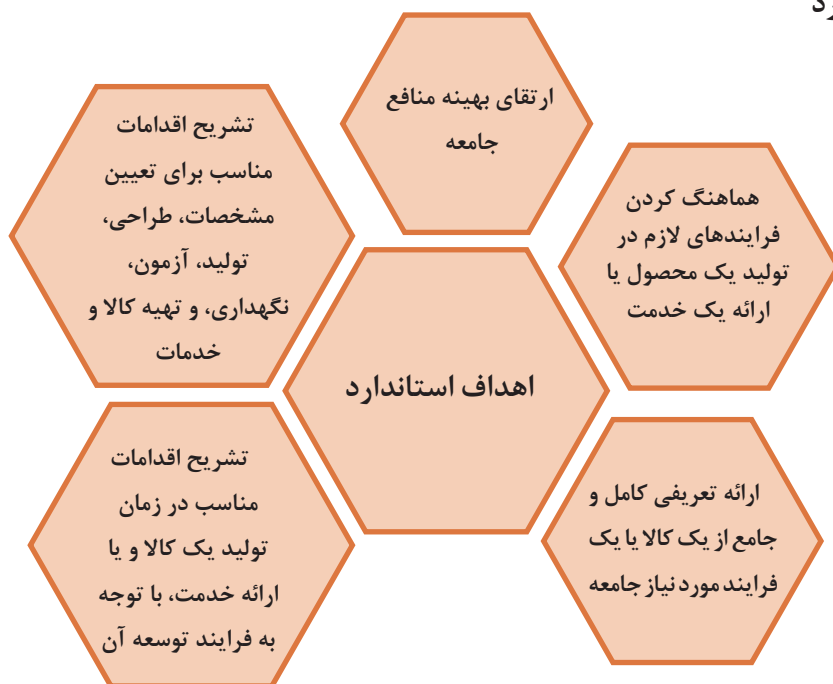 ارتقای بهینه منافع
جامعه
هماهنگ کردن
فرایندهای لازم در
تولید یک محصول یا
ارائه یک خدمت
تشریح اقدامات
مناسب برای تعیین
مشخصات، طراحی،
تولید، آزمون،
نگهداری، و تهیه کالا و
خدمات
اهداف استاندارد
ارائه تعریفی کامل و
جامع از یک کالا یا یک
فرایند مورد نیاز جامعه
تشریح اقدامات
مناسب در زمان
تولید یک کالا و یا
ارائه خدمت، با توجه
به فرایند توسعه آن